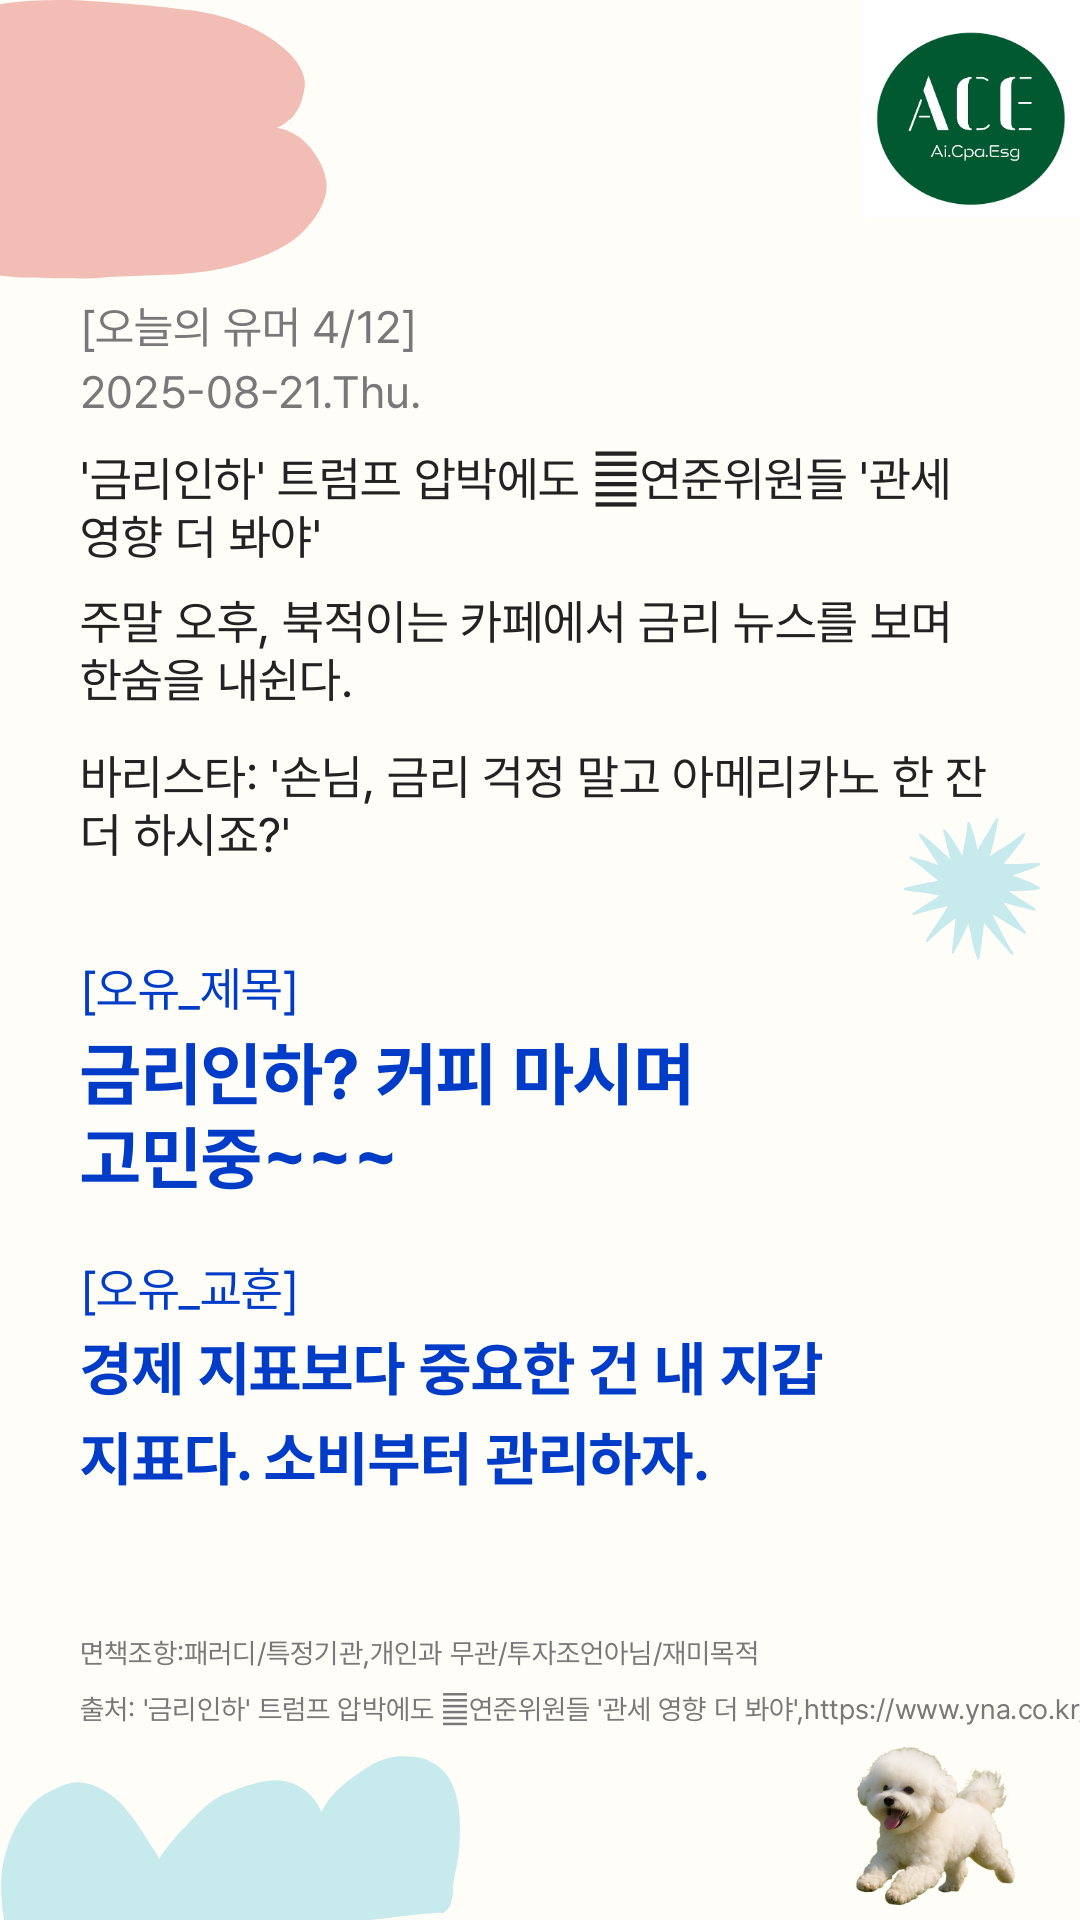 ACE
Ai.Cpa.Esg
[오늘의 유머 4/12]
2025-08-21.Thu.
'금리인하' 트럼프 압박에도 연준위원들 '관세
영향 더 봐야'
주말 오후, 북적이는 카페에서 금리 뉴스를 보며
한숨을 내쉰다.
바리스타: '손님, 금리 걱정 말고 아메리카노 한 잔
더 하시죠?'
[오유_제목]
금리인하? 커피 마시며
고민중~~~
[오유_교훈]
경제 지표보다 중요한 건 내 지갑
지표다. 소비부터 관리하자.
면책조항:패러디/특정기관,개인과 무관/투자조언아님/재미목적
출처: '금리인하' 트럼프 압박에도 연준위원들 '관세 영향 더 봐야',https://www.yna.co.kr